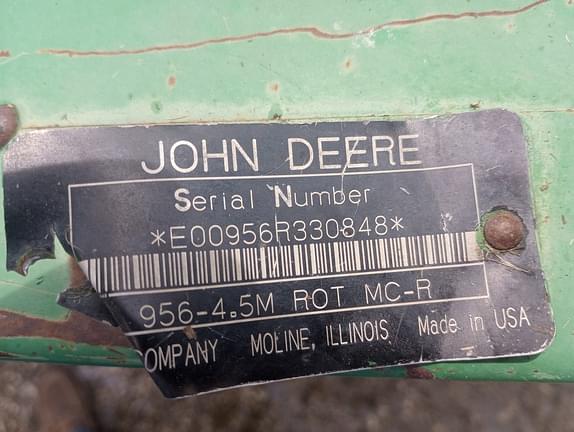 JOHN DEERE
Serial Number
*E00956R330848*
956-4.5M ROT MC-R
OMPANY MOLINE, ILLINOIS Made in USA